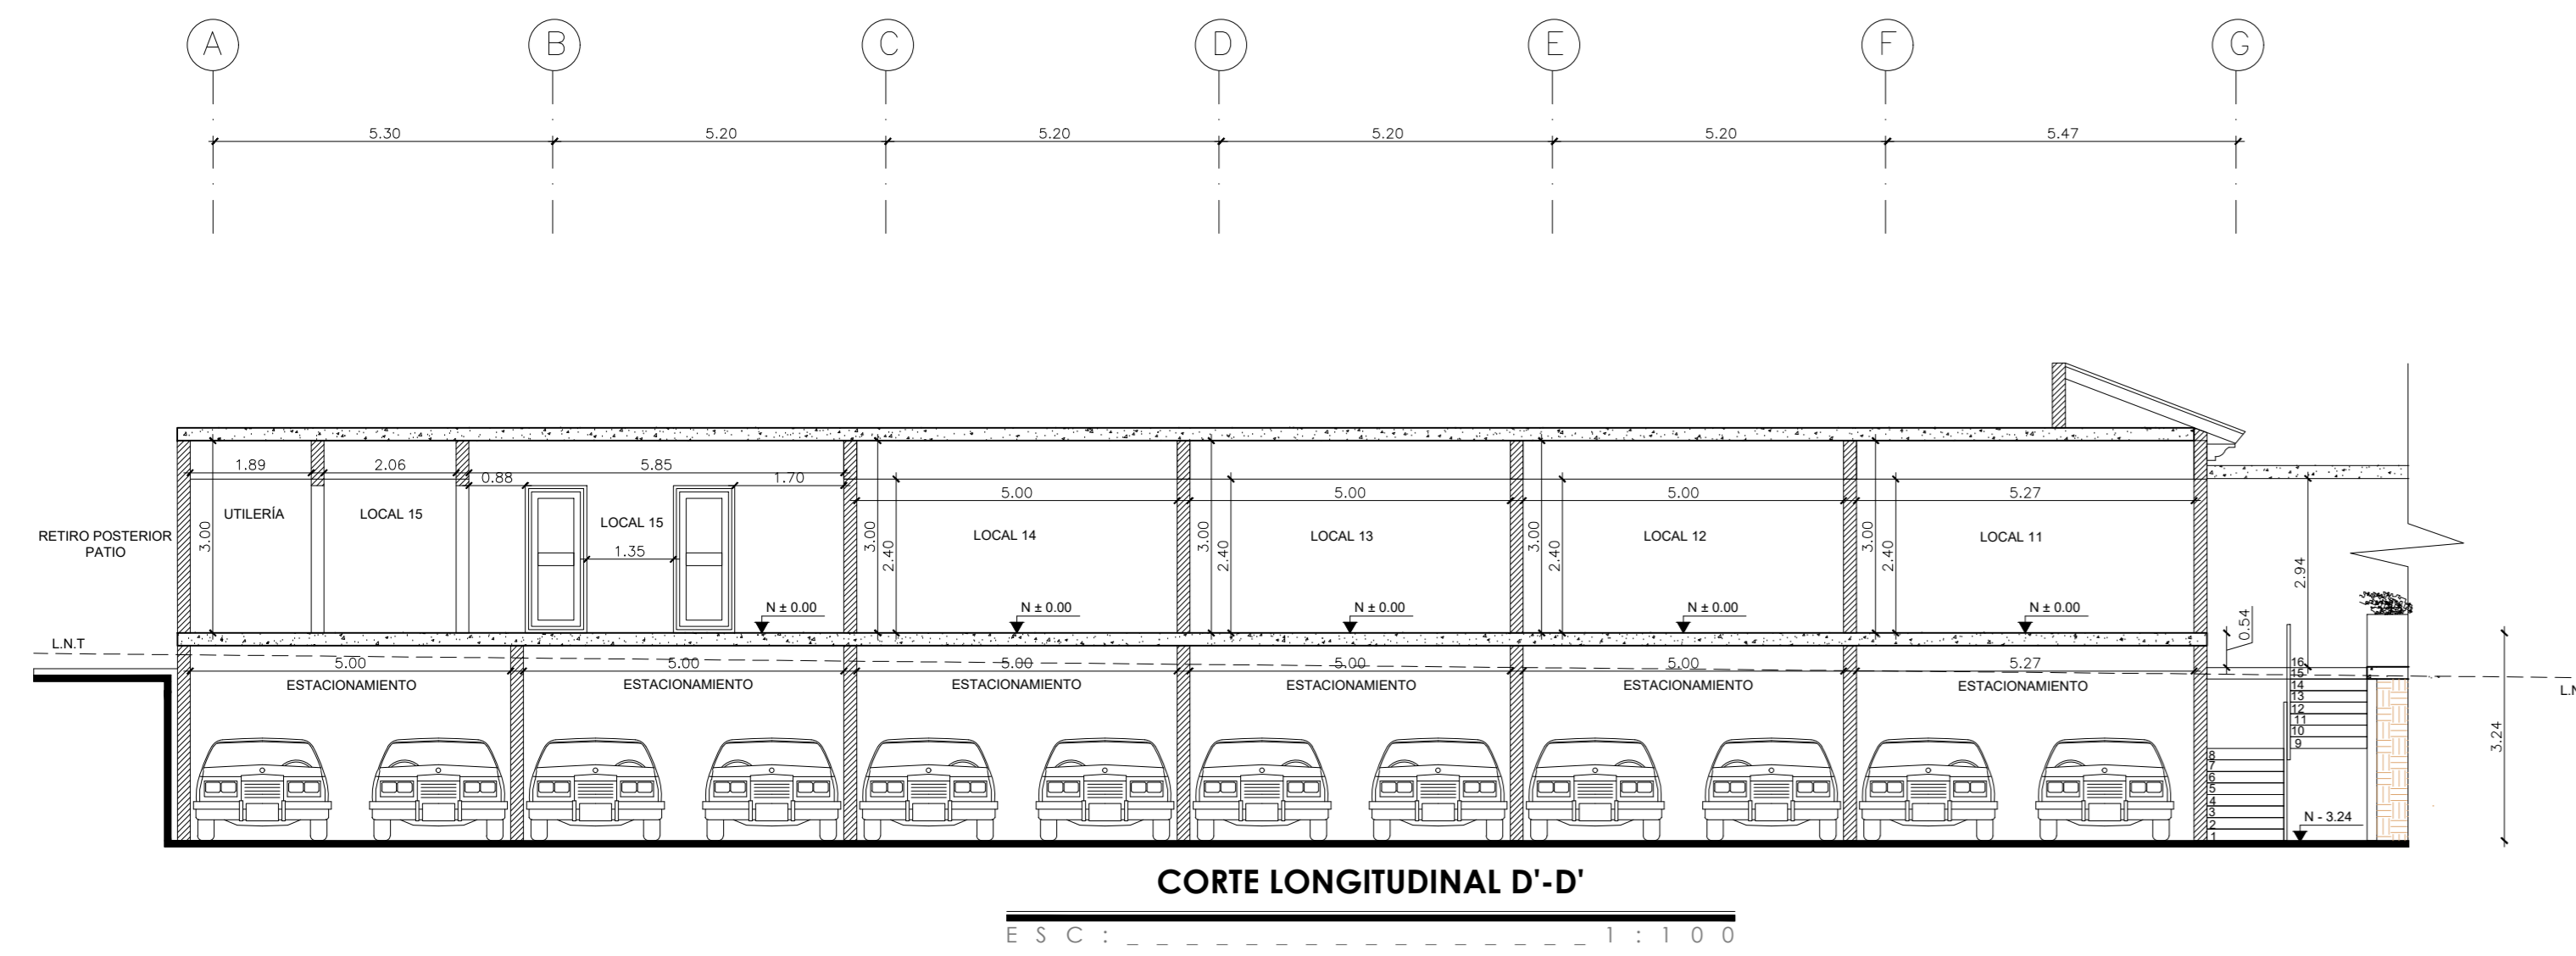 A B C D E F G
5.30 5.20 5.20 5.20 5.20 5.47
1.89 2.06 5.85
0.88 1.70
5.00 5.00 5.00 5.27
UTILERÍA LOCAL 15 LOCAL 15 LOCAL 14 LOCAL 13 LOCAL 12 LOCAL 11
RETIRO POSTERIOR
PATIO
3.00 3.00 2.40 3.00 2.40 3.00 2.40 3.00 2.40
1.35
2.94
N ± 0.00 N ± 0.00 N ± 0.00 N ± 0.00 N ± 0.00
0.54
L.N.T
5.00 5.00 5.00 5.00 5.00 5.27
ESTACIONAMIENTO ESTACIONAMIENTO ESTACIONAMIENTO ESTACIONAMIENTO ESTACIONAMIENTO ESTACIONAMIENTO
16
15
14
13
12
11
10
9
8
7
6
5
4
3
2
1
3.24
N - 3.24
CORTE LONGITUDINAL D'-D'
ESC:_ _ _ _ _ _ _ _ _ _ _ _ _ _ _ _1:100